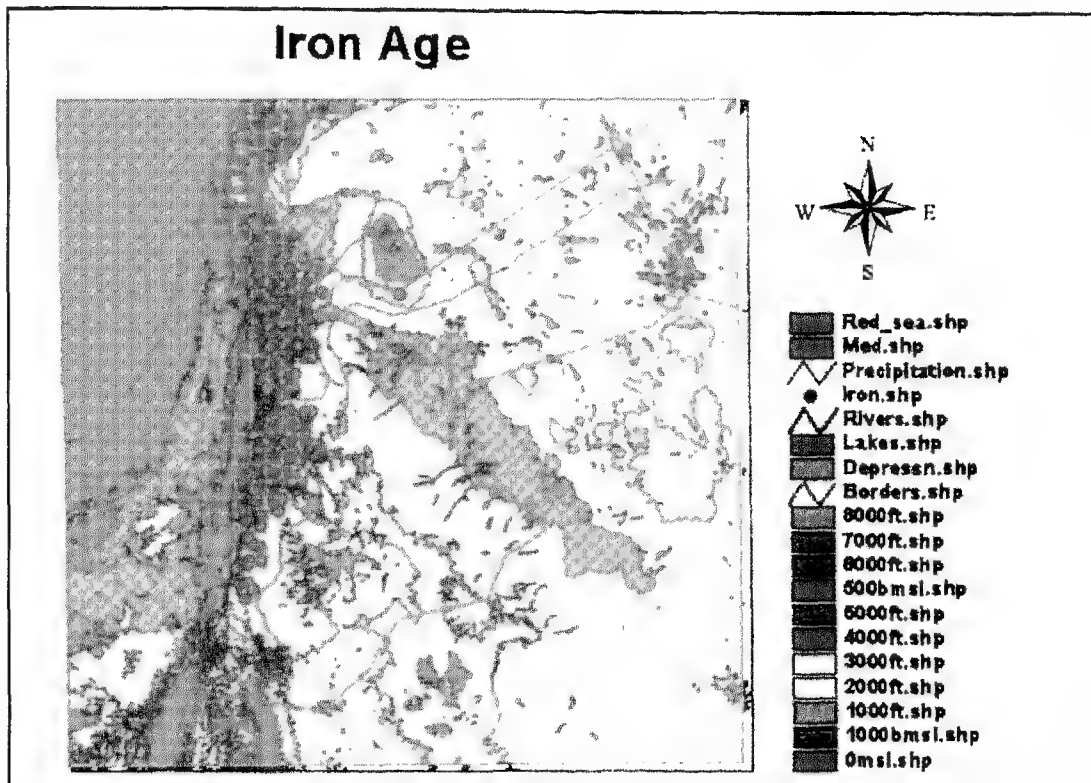 Iron Age
N
W E
S
Red_sea.shp
Med.shp
Precipitation.shp
Iron.shp
Rivers.shp
Lakes.shp
Depressn.shp
Borders.shp
8000ft.shp
7000ft.shp
6000ft.shp
500bmsl.shp
5000ft.shp
4000ft.shp
3000ft.shp
2000ft.shp
1000ft.shp
1000bmsl.shp
0msl.shp